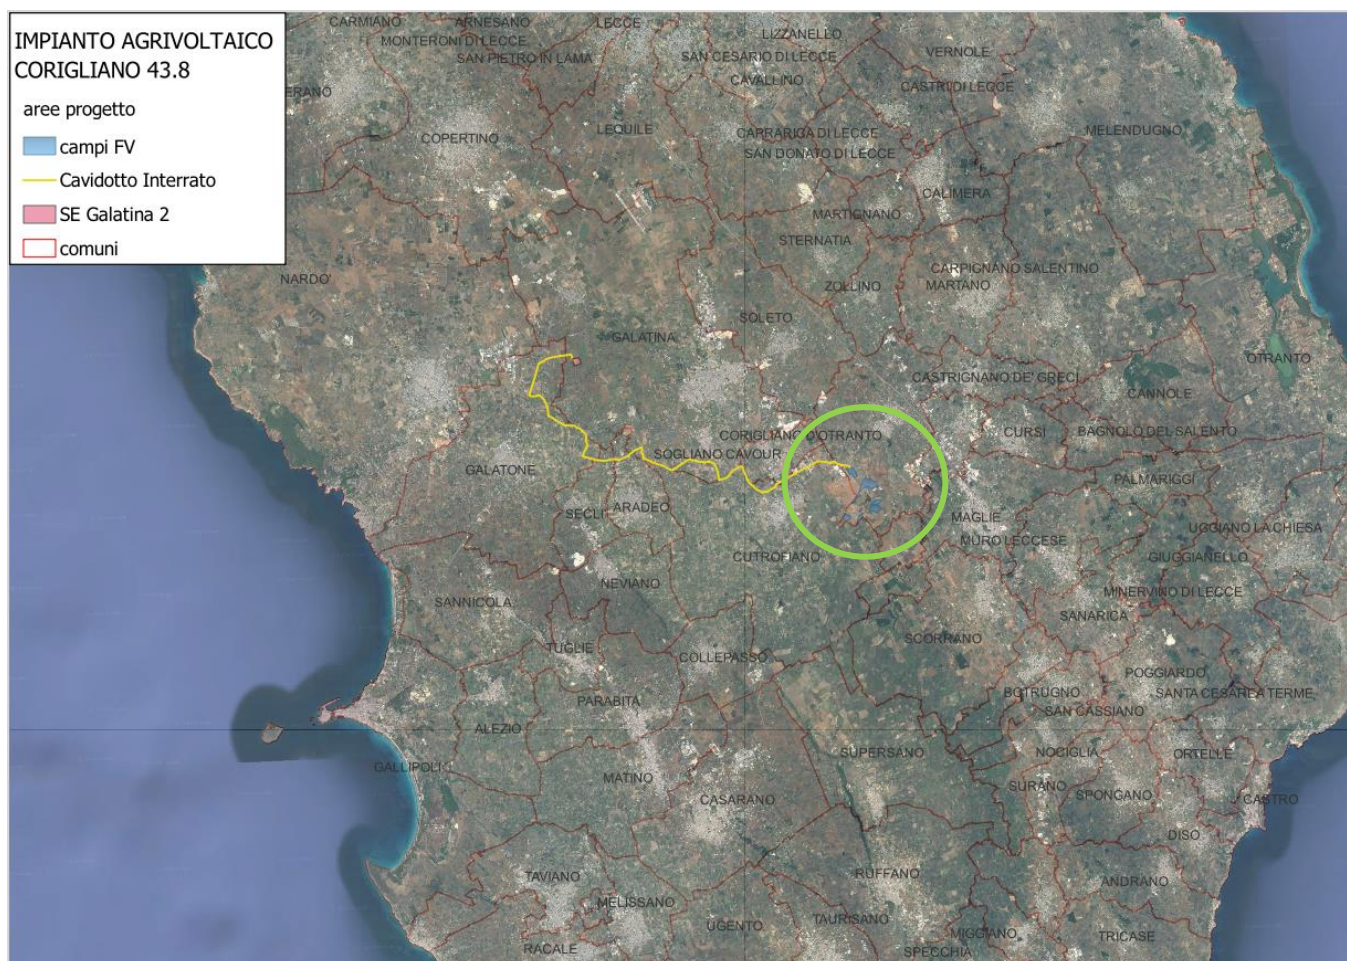 IMPIANTO AGRIVOLTAICO
CORIGLIANO 43.8
aree progetto
campi FV
Cavidotto Interrato
SE Galatina 2
comuni
CARMIANO
ARNESANO
LECCE
LIZZANELLO
MONTERONI DI LECCE
SAN PIETRO IN LAMA
SAN CESARIO DI LECCE
VERNOLE
CAVALLINO
CASTRI DI LECCE
ERANO
COPERTINO
LEQUILE
CAPRARICA DI LECCE
MELENDUGNO
SAN DONATO DI LECCE
CALIMERA
MARTIGNANO
STERNATIA
NARDO'
ZOLLINO
CARPIGNANO SALENTINO
MARTANO
SOLETO
GALATINA
OTRANTO
CASTRIGNANO DE' GRECI
CANNOLE
CORIGLIANO D'OTRANTO
CURSI
BAGNOLO DEL SALENTO
SOGLIANO CAVOUR
GALATONE
PALMARIGGI
SECLI
ARADEO
MAGLIE
UGGIANO LA CHIESA
MURO LECCESE
CUTROFIANO
GIUGGIANELLO
NEVIANO
MINERVINO DI LECCE
SANNICOLA
SANARICA
SCORRANO
TUGLIE
COLLEPASSO
POGGIARDO
BOTRUGNO
SANTA CESAREA TERME
PARABITA
SAN CASSIANO
ALEZIO
SUPERSANO
NOCIGLIA
ORTELLE
GALLIPOLI
MATINO
SURANO
SPONGANO
CASARANO
CASTRO
DISO
TAVIANO
RUFFANO
ANDRANO
MELISSANO
UGENTO
TAURISANO
MIGGIANO
TRICASE
RACALE
SPECCHIA